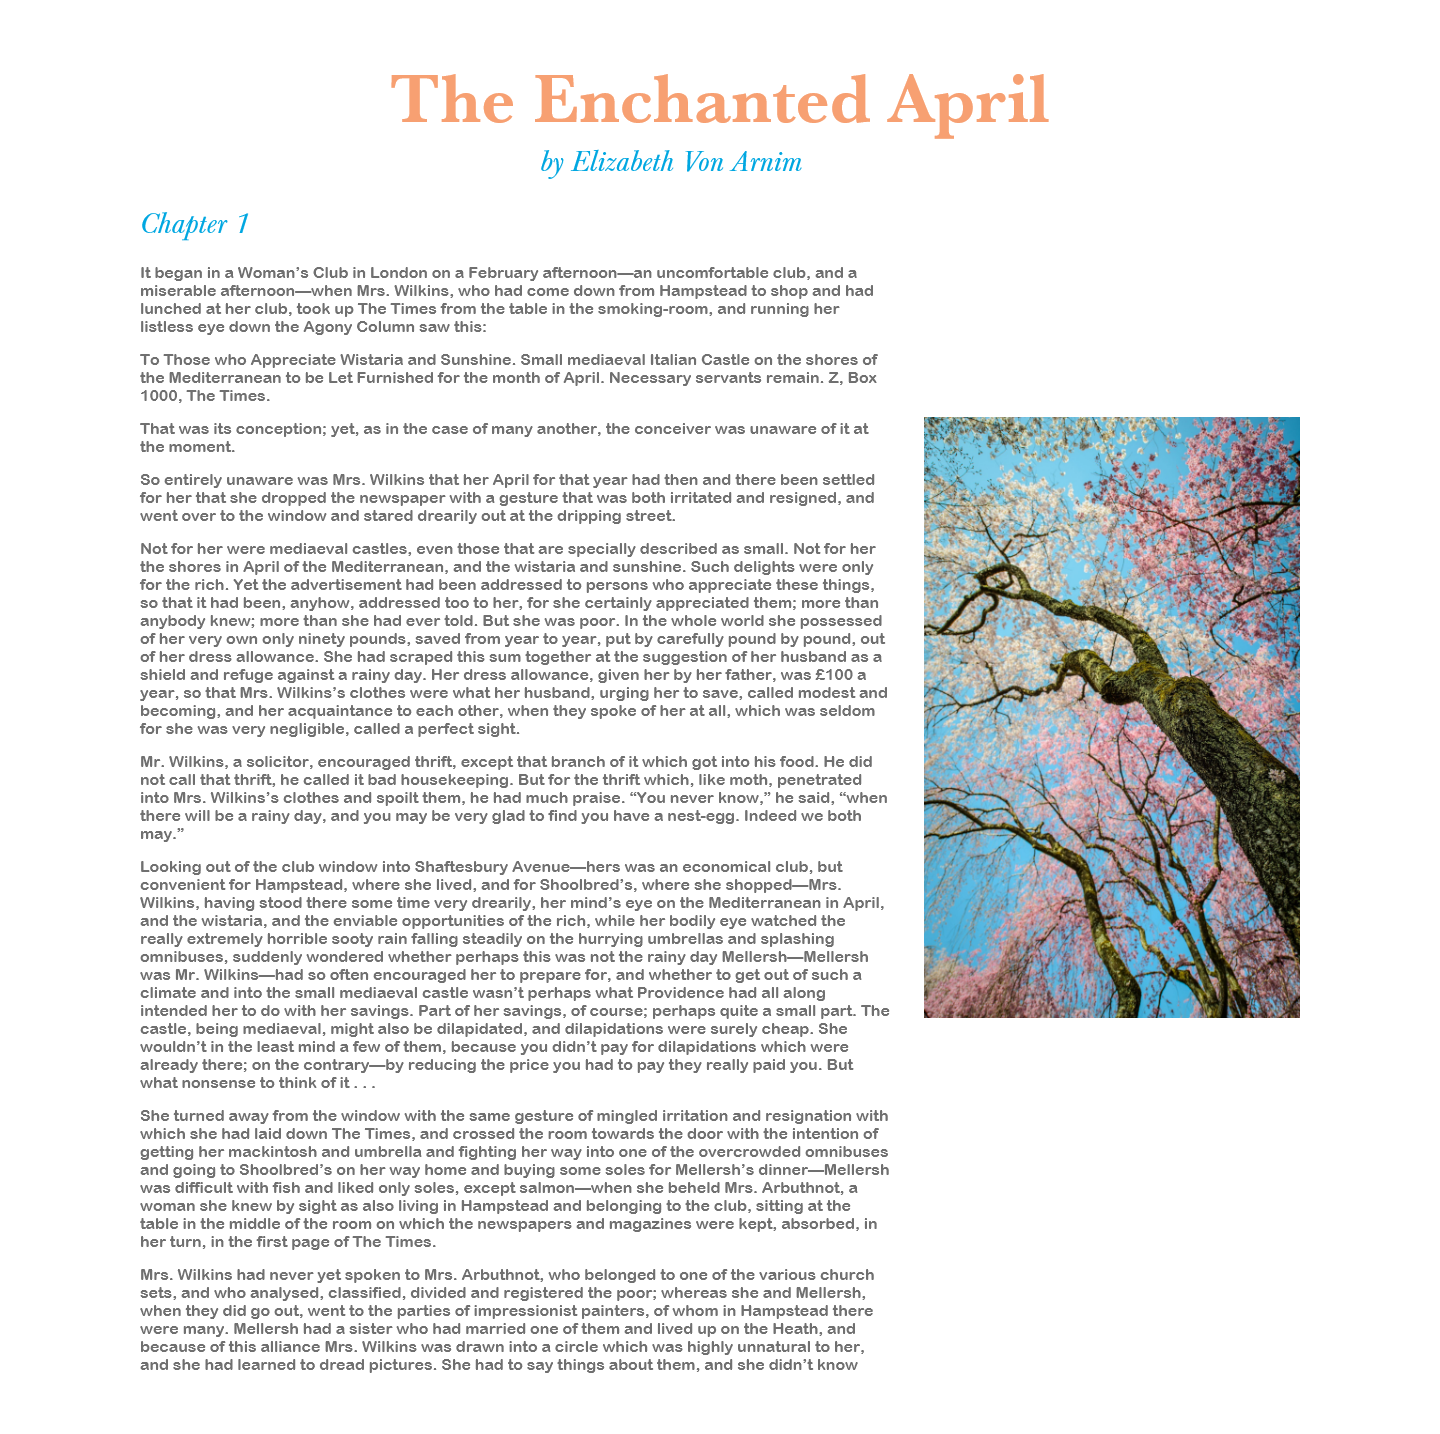 The Enchanted April
by Elizabeth Von Arnim
Chapter 1
It began in a Woman’s Club in London on a February afternoon—an uncomfortable club, and a
miserable afternoon—when Mrs. Wilkins, who had come down from Hampstead to shop and had
lunched at her club, took up The Times from the table in the smoking-room, and running her
listless eye down the Agony Column saw this:
To Those who Appreciate Wistaria and Sunshine. Small mediaeval Italian Castle on the shores of
the Mediterranean to be Let Furnished for the month of April. Necessary servants remain. Z, Box
1000, The Times.
That was its conception; yet, as in the case of many another, the conceiver was unaware of it at
the moment.
So entirely unaware was Mrs. Wilkins that her April for that year had then and there been settled
for her that she dropped the newspaper with a gesture that was both irritated and resigned, and
went over to the window and stared drearily out at the dripping street.
Not for her were mediaeval castles, even those that are specially described as small. Not for her
the shores in April of the Mediterranean, and the wistaria and sunshine. Such delights were only
for the rich. Yet the advertisement had been addressed to persons who appreciate these things,
so that it had been, anyhow, addressed too to her, for she certainly appreciated them; more than
anybody knew; more than she had ever told. But she was poor. In the whole world she possessed
of her very own only ninety pounds, saved from year to year, put by carefully pound by pound, out
of her dress allowance. She had scraped this sum together at the suggestion of her husband as a
shield and refuge against a rainy day. Her dress allowance, given her by her father, was £100 a
year, so that Mrs. Wilkins’s clothes were what her husband, urging her to save, called modest and
becoming, and her acquaintance to each other, when they spoke of her at all, which was seldom
for she was very negligible, called a perfect sight.
Mr. Wilkins, a solicitor, encouraged thrift, except that branch of it which got into his food. He did
not call that thrift, he called it bad housekeeping. But for the thrift which, like moth, penetrated
into Mrs. Wilkins’s clothes and spoilt them, he had much praise. “You never know,” he said, “when
there will be a rainy day, and you may be very glad to find you have a nest-egg. Indeed we both
may.”
Looking out of the club window into Shaftesbury Avenue—hers was an economical club, but
convenient for Hampstead, where she lived, and for Shoolbred’s, where she shopped—Mrs.
Wilkins, having stood there some time very drearily, her mind’s eye on the Mediterranean in April,
and the wistaria, and the enviable opportunities of the rich, while her bodily eye watched the
really extremely horrible sooty rain falling steadily on the hurrying umbrellas and splashing
omnibuses, suddenly wondered whether perhaps this was not the rainy day Mellersh—Mellersh
was Mr. Wilkins—had so often encouraged her to prepare for, and whether to get out of such a
climate and into the small mediaeval castle wasn’t perhaps what Providence had all along
intended her to do with her savings. Part of her savings, of course; perhaps quite a small part. The
castle, being mediaeval, might also be dilapidated, and dilapidations were surely cheap. She
wouldn’t in the least mind a few of them, because you didn’t pay for dilapidations which were
already there; on the contrary—by reducing the price you had to pay they really paid you. But
what nonsense to think of it . . .
She turned away from the window with the same gesture of mingled irritation and resignation with
which she had laid down The Times, and crossed the room towards the door with the intention of
getting her mackintosh and umbrella and fighting her way into one of the overcrowded omnibuses
and going to Shoolbred’s on her way home and buying some soles for Mellersh’s dinner—Mellersh
was difficult with fish and liked only soles, except salmon—when she beheld Mrs. Arbuthnot, a
woman she knew by sight as also living in Hampstead and belonging to the club, sitting at the
table in the middle of the room on which the newspapers and magazines were kept, absorbed, in
her turn, in the first page of The Times.
Mrs. Wilkins had never yet spoken to Mrs. Arbuthnot, who belonged to one of the various church
sets, and who analysed, classified, divided and registered the poor; whereas she and Mellersh,
when they did go out, went to the parties of impressionist painters, of whom in Hampstead there
were many. Mellersh had a sister who had married one of them and lived up on the Heath, and
because of this alliance Mrs. Wilkins was drawn into a circle which was highly unnatural to her,
and she had learned to dread pictures. She had to say things about them, and she didn’t know